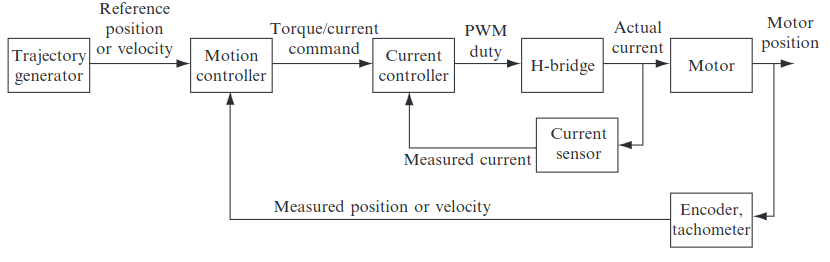 Reference
position
or velocity
Trajectory
generator
Motion
controller
Torque/current
command
Current
controller
PWM
duty
H-bridge
Actual
current
Motor
Motor
position
Current
sensor
Measured current
Measured position or velocity
Encoder,
tachometer